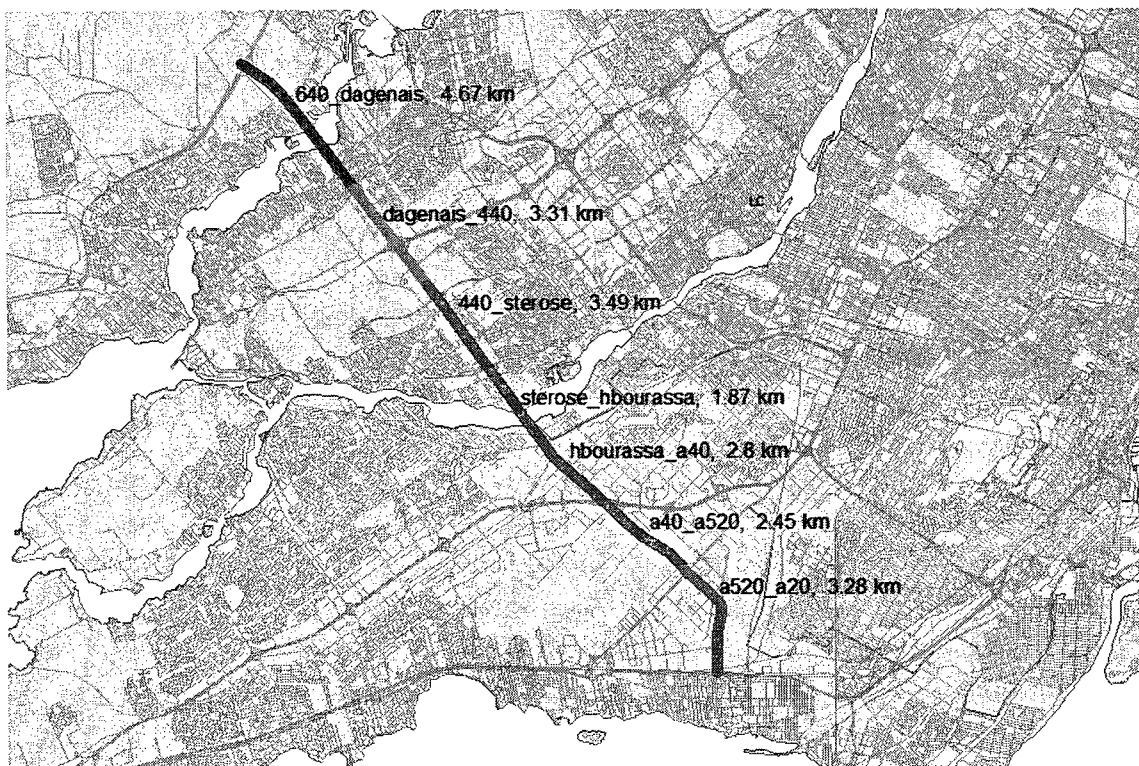 640_dagenais, 4.67 km
dagenais_440, 3.31 km
440_sterose, 3.49 km
sterose_hbourassa, 1.87 km
hbourassa_a40, 2.8 km
a40_a520, 2.45 km
a520_a20, 3.28 km